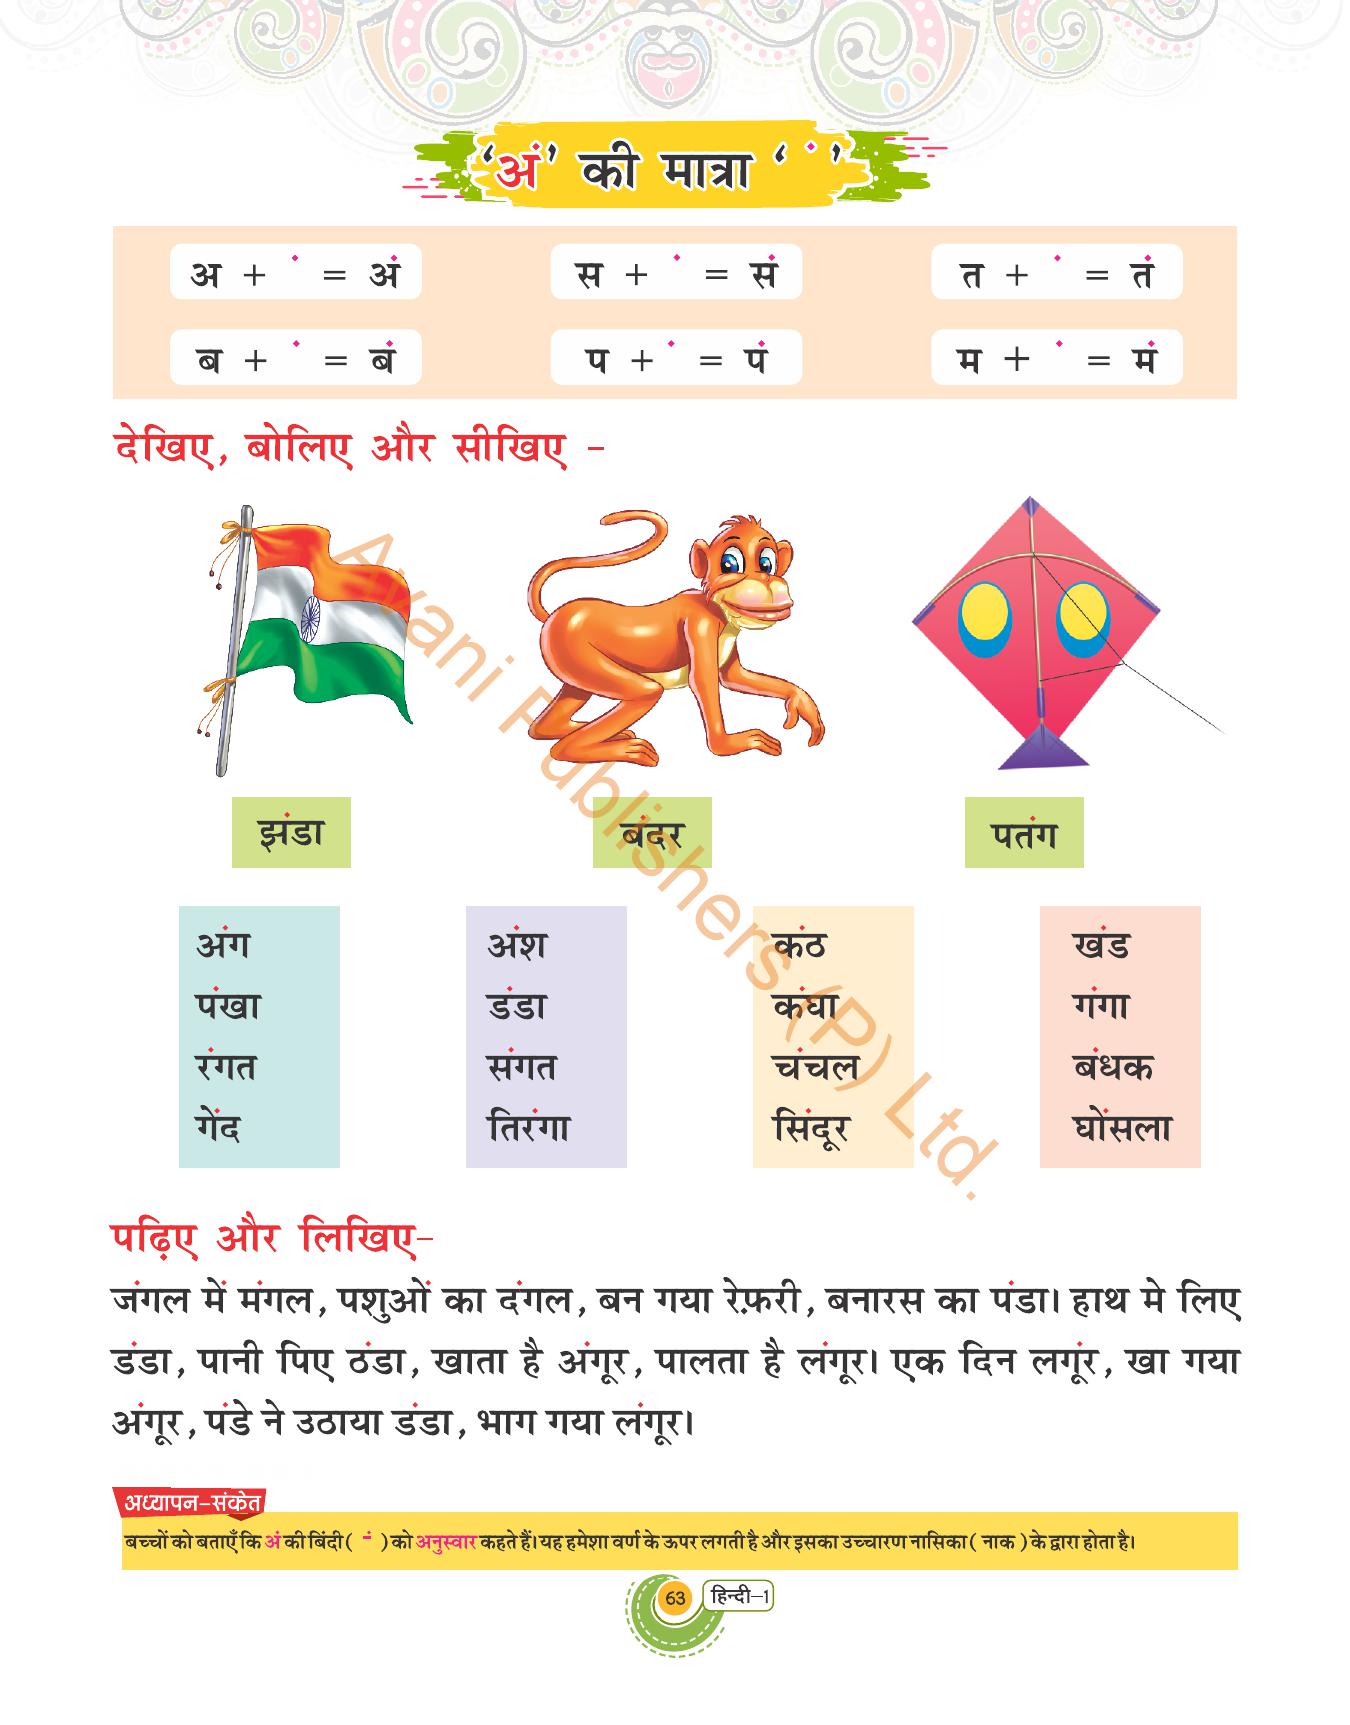 ‘अं’ की मात्रा ‘ ं ’
अ + ं = अं
स + ं = सं
त + ं = तं
ब + ं = बं
प + ं = पं
म + ं = मं
देखिए, बोलिए और सीखिए -
झंडा
बंदर
पतंग
अंग
पंखा
रंगत
गेंद
अंश
डंडा
संगत
तिरंगा
कंठ
कंघा
चंचल
सिंदूर
खंड
गंगा
बंधक
घोंसला
Avani Publishers (P) Ltd.
पढ़िए और लिखिए-
जंगल में मंगल, पशुओं का दंगल, बन गया रेफ़री, बनारस का पंडा। हाथ मे लिए
डंडा, पानी पिए ठंडा, खाता है अंगूर, पालता है लंगूर। एक दिन लगूंर, खा गया
अंगूर, पंडे ने उठाया डंडा, भाग गया लंगूर।
अध्यापन-संकेत
बच्चों को बताएँ कि अं की बिंदी( ं )को अनुस्वार कहते हैं। यह हमेशा वर्ण के ऊपर लगती है और इसका उच्चारण नासिका( नाक )के द्वारा होता है।
63 हिन्दी-1